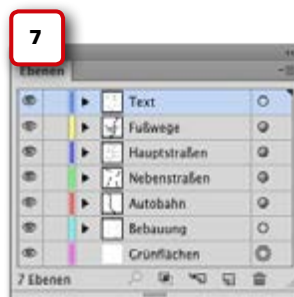 7
Ebenen
Text
Fußwege
Hauptstraßen
Nebenstraßen
Autobahn
Bebauung
Grünflächen
7 Ebenen